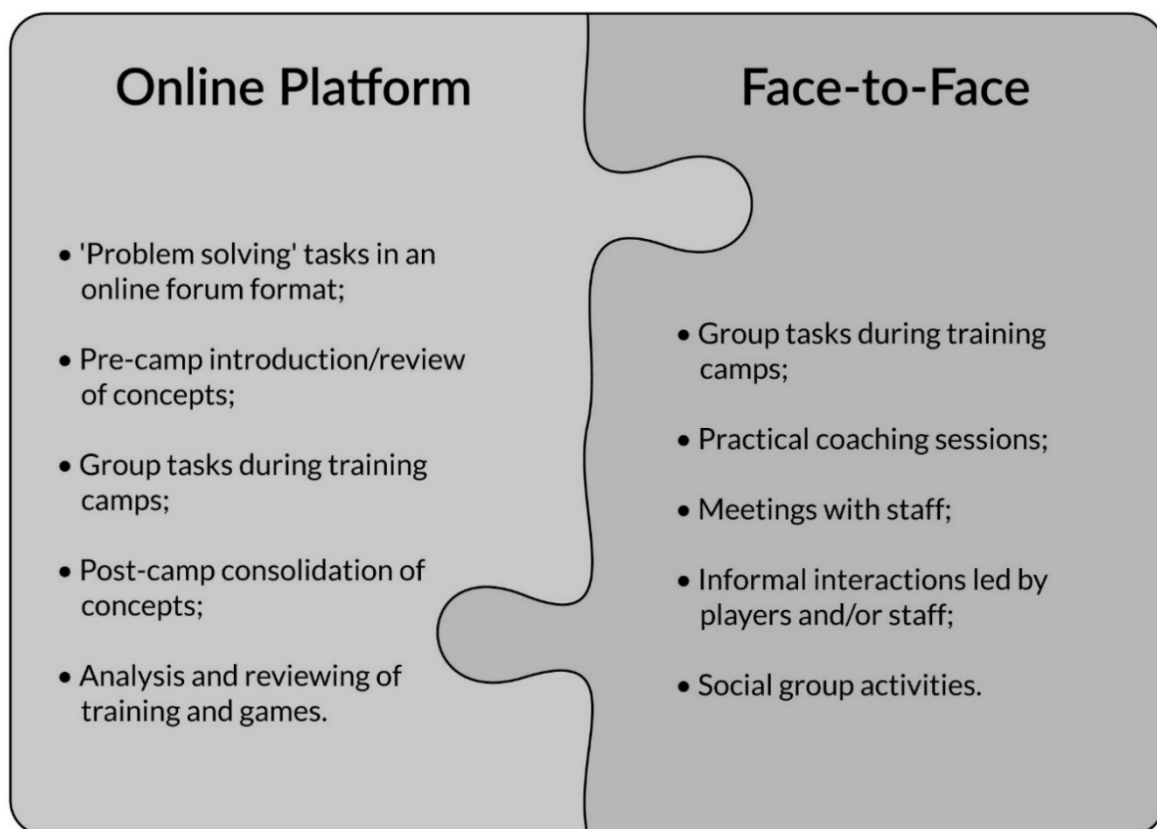 Online Platform
• 'Problem solving' tasks in an
online forum format;
• Pre-camp introduction/review
of concepts;
• Group tasks during training
camps;
• Post-camp consolidation of
concepts;
• Analysis and reviewing of
training and games.
Face-to-Face
• Group tasks during training
camps;
• Practical coaching sessions;
• Meetings with staff;
• Informal interactions led by
players and/or staff;
• Social group activities.